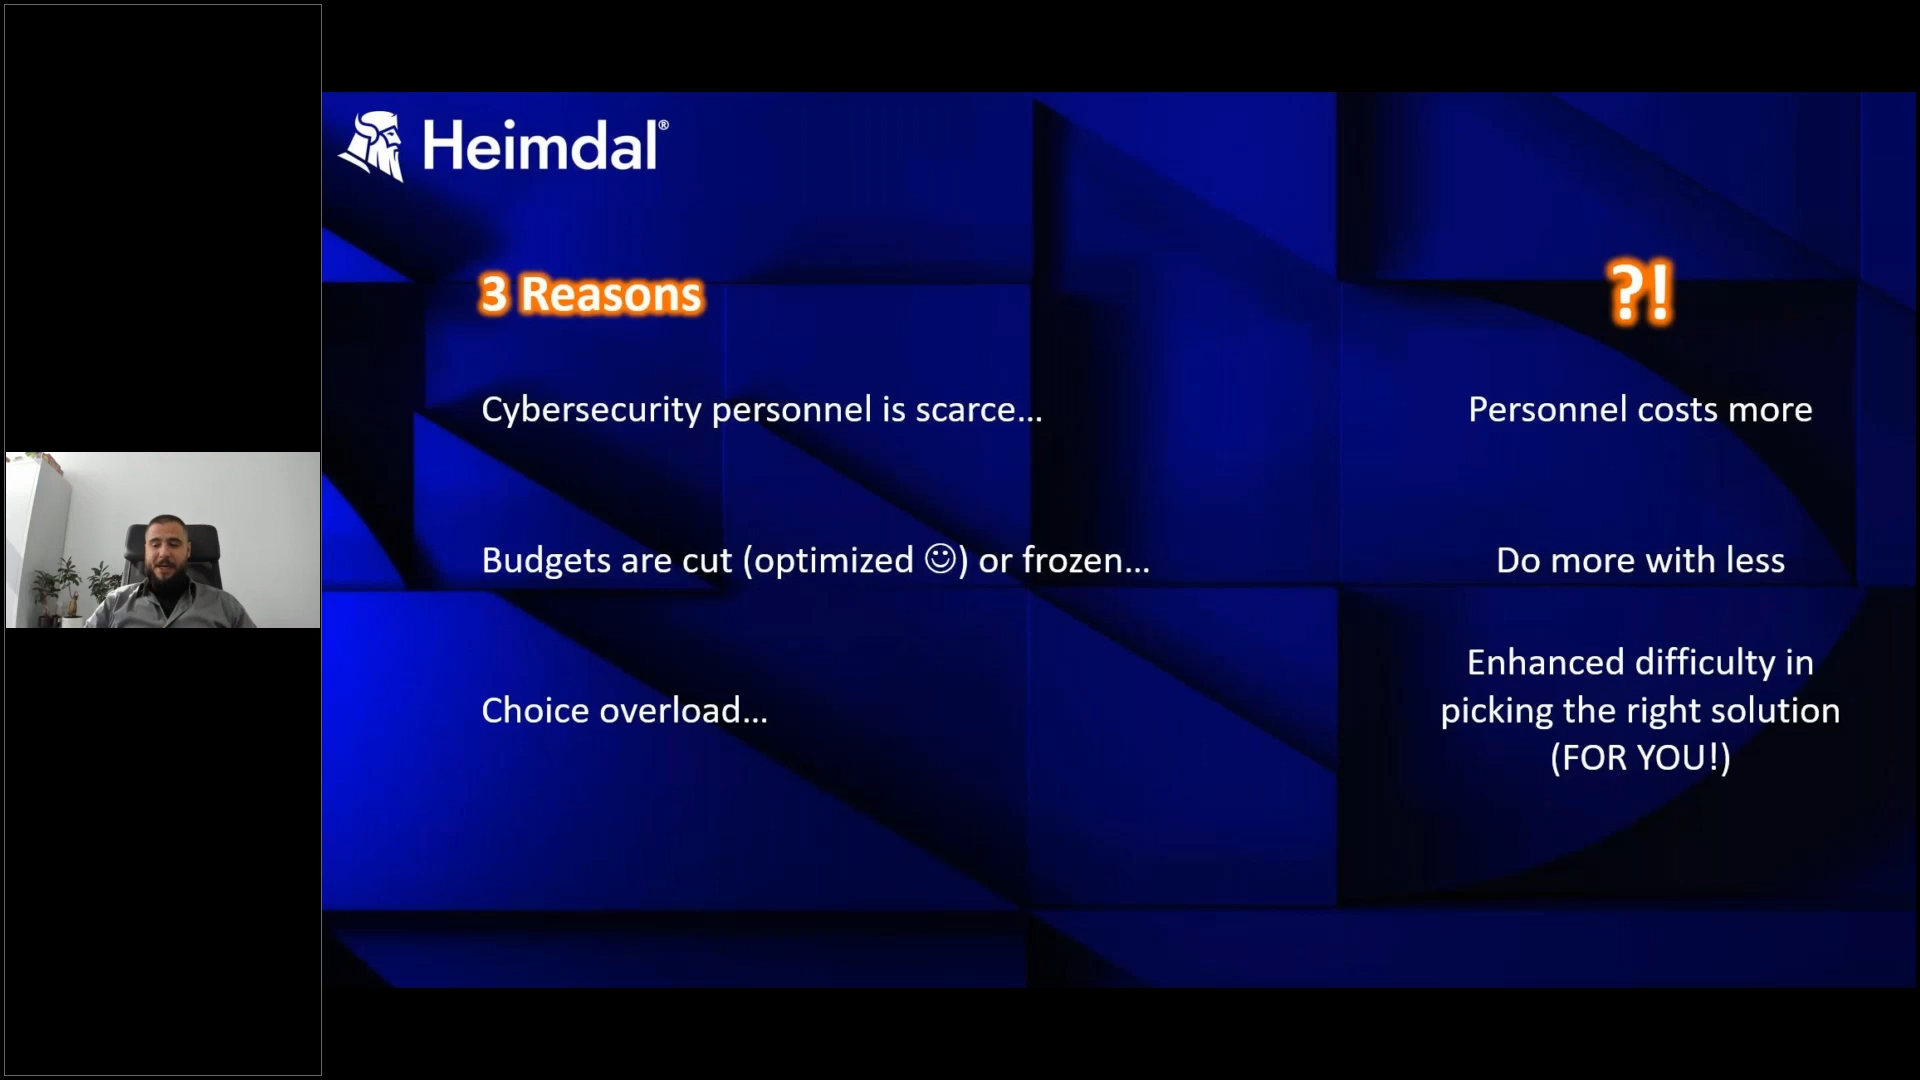 Heimdal®
3 Reasons
?!
Cybersecurity personnel is scarce...
Personnel costs more
Budgets are cut (optimized ☺) or frozen...
Do more with less
Choice overload...
Enhanced difficulty in
picking the right solution
(FOR YOU!)